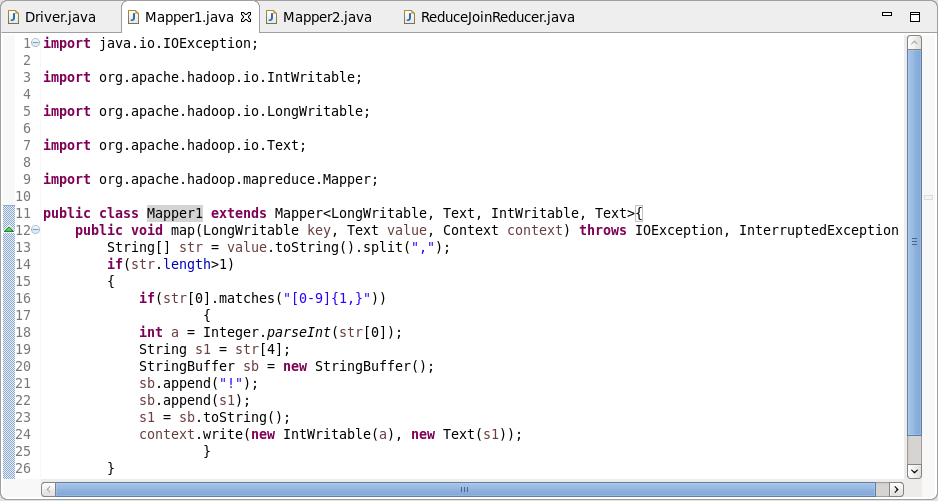 Driver.java Mapper1.java Mapper2.java ReduceJoinReducer.java
1 import java.io.IOException;
2
3 import org.apache.hadoop.io.IntWritable;
4
5 import org.apache.hadoop.io.LongWritable;
6
7 import org.apache.hadoop.io.Text;
8
9 import org.apache.hadoop.mapreduce.Mapper;
10
11 public class Mapper1 extends Mapper<LongWritable, Text, IntWritable, Text>{
12 public void map(LongWritable key, Text value, Context context) throws IOException, InterruptedException
13 String[] str = value.toString().split(",");
14 if(str.length>1)
15 {
16 if(str[0].matches("[0-9]{1,}"))
17 {
18 int a = Integer.parseInt(str[0]);
19 String s1 = str[4];
20 StringBuffer sb = new StringBuffer();
21 sb.append("!");
22 sb.append(s1);
23 s1 = sb.toString();
24 context.write(new IntWritable(a), new Text(s1));
25 }
26 }